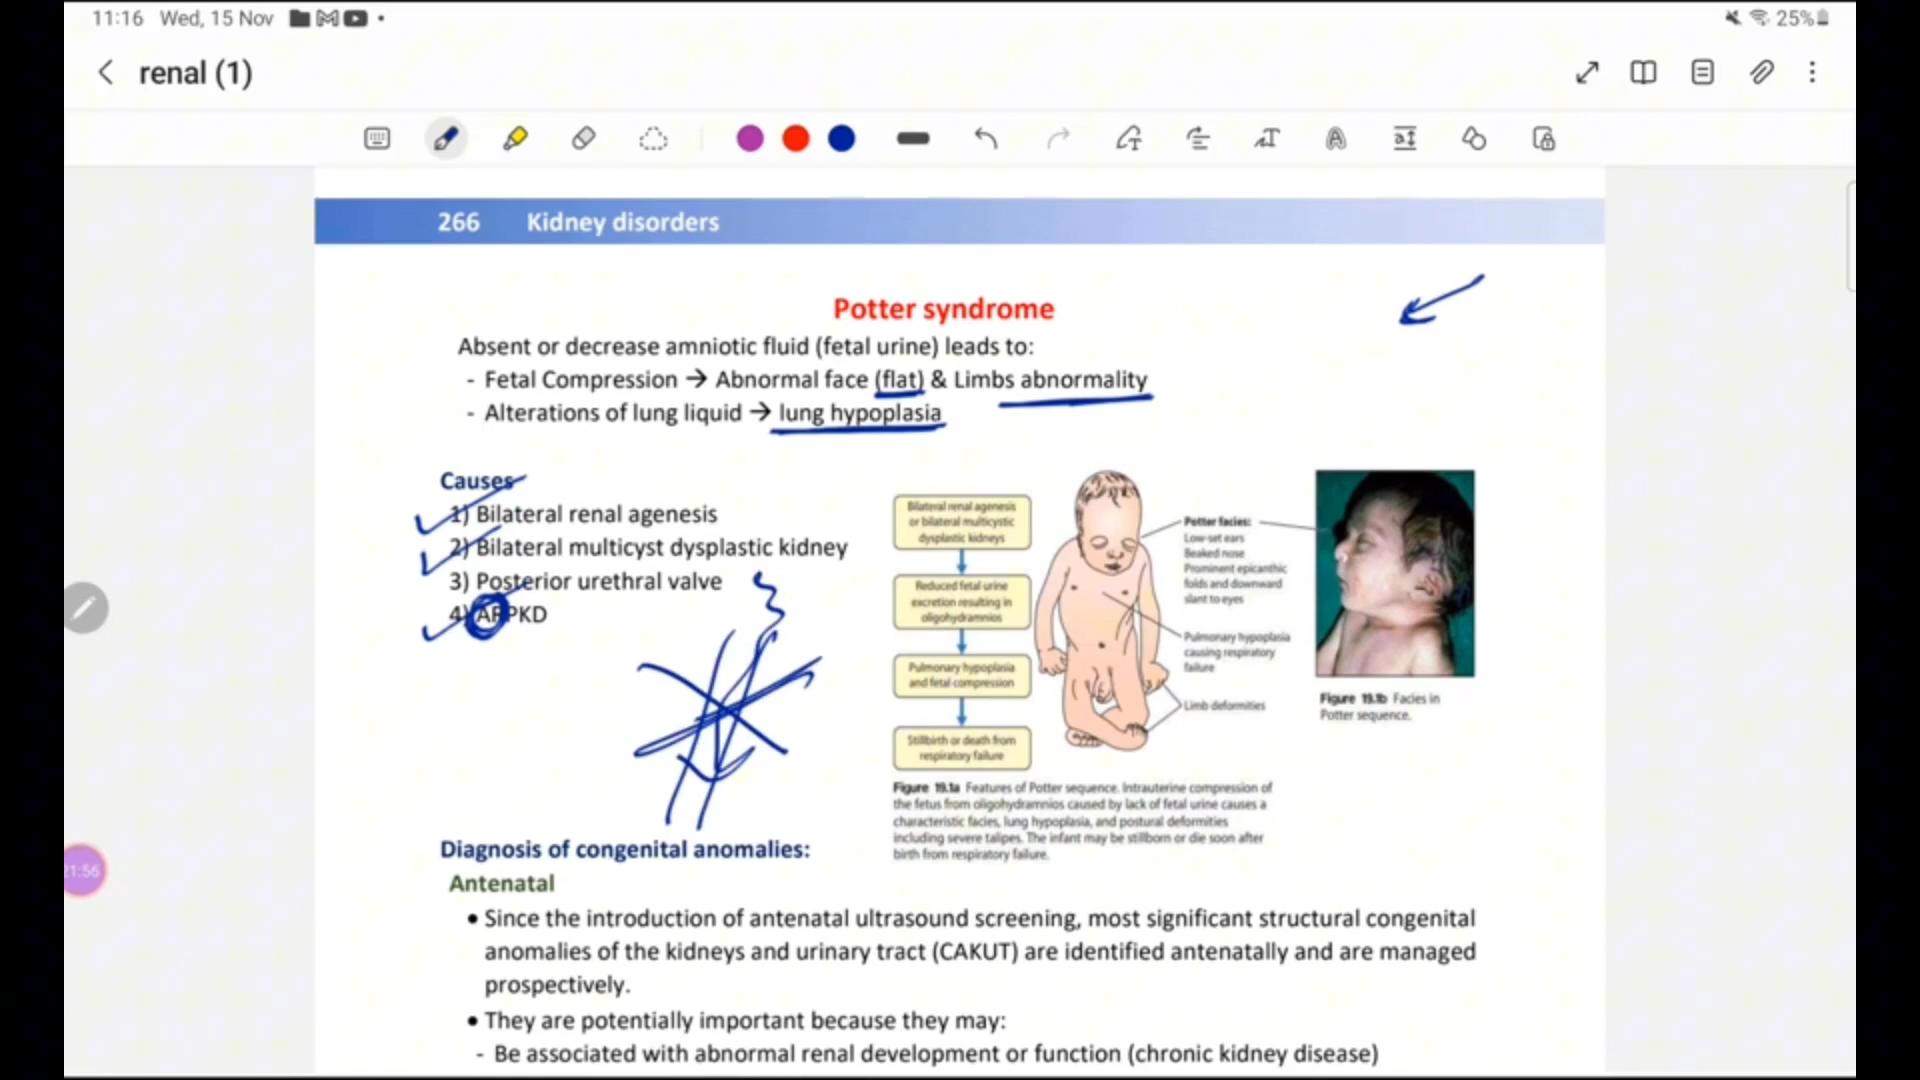 11:16 Wed, 15 Nov
25%
renal (1)
266 Kidney disorders
Potter syndrome
Absent or decrease amniotic fluid (fetal urine) leads to:
- Fetal Compression → Abnormal face (flat) & Limbs abnormality
- Alterations of lung liquid → lung hypoplasia
Causes
1) Bilateral renal agenesis
2) Bilateral multicyst dysplastic kidney
3) Posterior urethral valve
4) ARPKD
Bilateral renal agenesis
or bilateral multicystic
dysplastic kidneys
Reduced fetal urine
excretion resulting in
oligohydramnios
Pulmonary hypoplasia
and fetal compression
Stillbirth or death from
respiratory failure
Potter facies:
Low-set ears
Beaked nose
Prominent epicanthic
folds and downward
slant to eyes
Pulmonary hypoplasia
causing respiratory
failure
Limb deformities
Figure 19.1b Facies in
Potter sequence.
Figure 19.1a Features of Potter sequence. Intrauterine compression of
the fetus from oligohydramnios caused by lack of fetal urine causes a
characteristic facies, lung hypoplasia, and postural deformities
including severe talipes. The infant may be stillborn or die soon after
birth from respiratory failure.
Diagnosis of congenital anomalies:
Antenatal
• Since the introduction of antenatal ultrasound screening, most significant structural congenital
anomalies of the kidneys and urinary tract (CAKUT) are identified antenatally and are managed
prospectively.
• They are potentially important because they may:
- Be associated with abnormal renal development or function (chronic kidney disease)